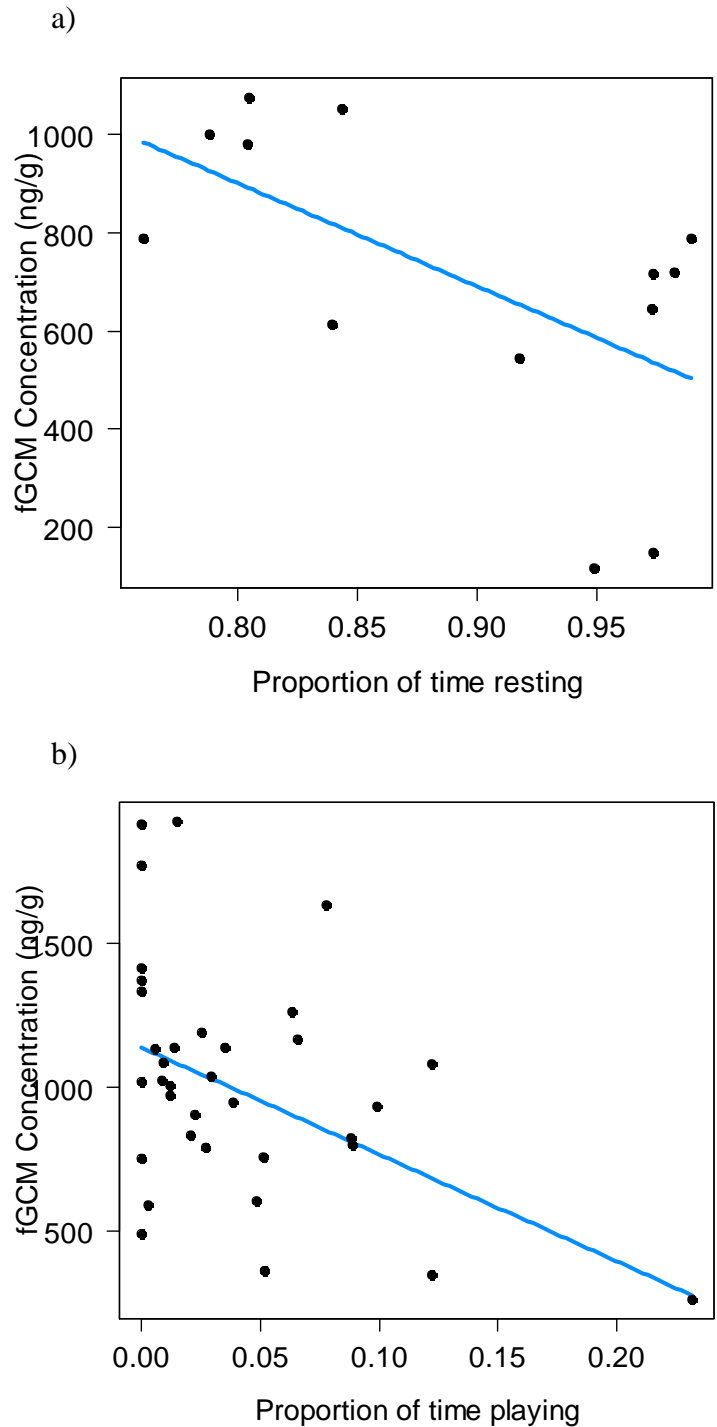 a)
fGCM Concentration (ng/g)
1000
800
600
400
200
0.80 0.85 0.90 0.95
Proportion of time resting
b)
fGCM Concentration (ng/g)
1500
1000
500
0.00 0.05 0.10 0.15 0.20
Proportion of time playing